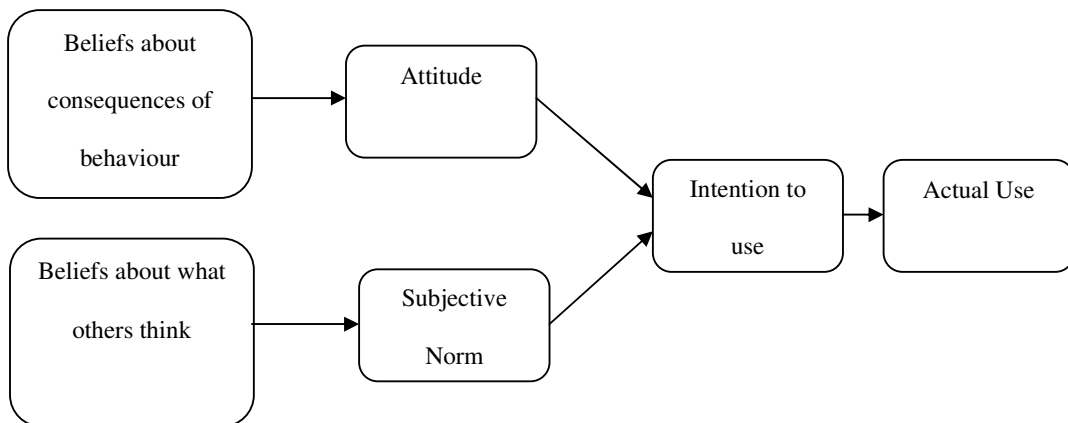 Beliefs about
consequences of
behaviour
Attitude
Beliefs about what
others think
Subjective
Norm
Intention to
use
Actual Use